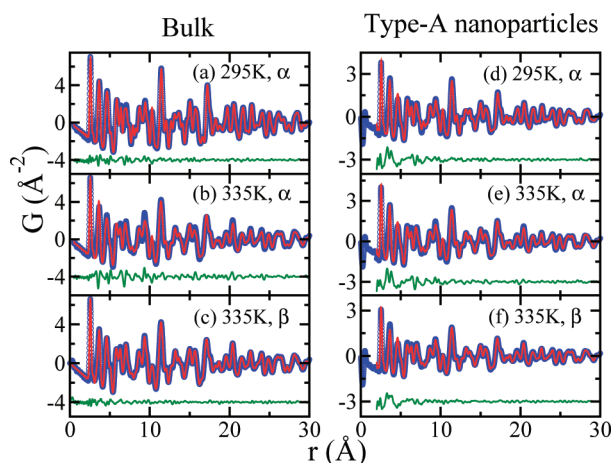 Bulk
Type-A nanoparticles
G (Å⁻²)
(a) 295K, α
4
0
-4
(b) 335K, α
4
0
-4
(c) 335K, β
4
0
-4
0 10 20 30
(d) 295K, α
3
0
-3
(e) 335K, α
3
0
-3
(f) 335K, β
3
0
-3
0 10 20 30
r (Å)